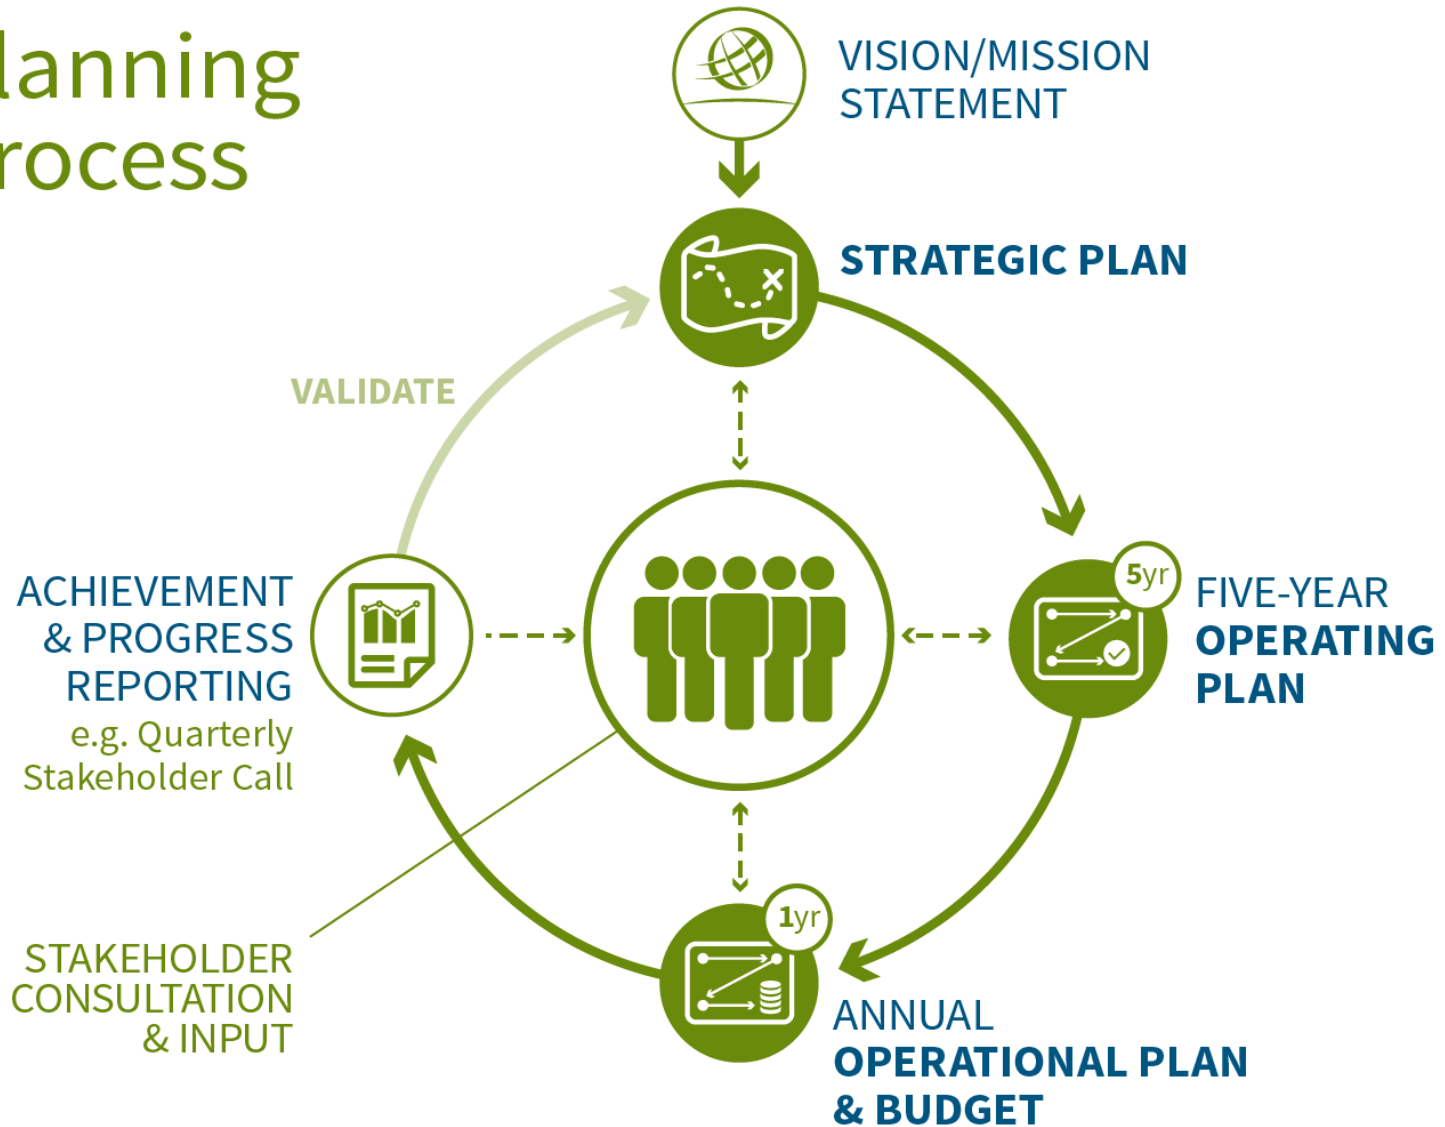 lanning
rocess
VISION/MISSION
STATEMENT
STRATEGIC PLAN
VALIDATE
5yr
FIVE-YEAR
OPERATING
PLAN
ACHIEVEMENT
& PROGRESS
REPORTING
e.g. Quarterly
Stakeholder Call
1yr
STAKEHOLDER
CONSULTATION
& INPUT
ANNUAL
OPERATIONAL PLAN
& BUDGET